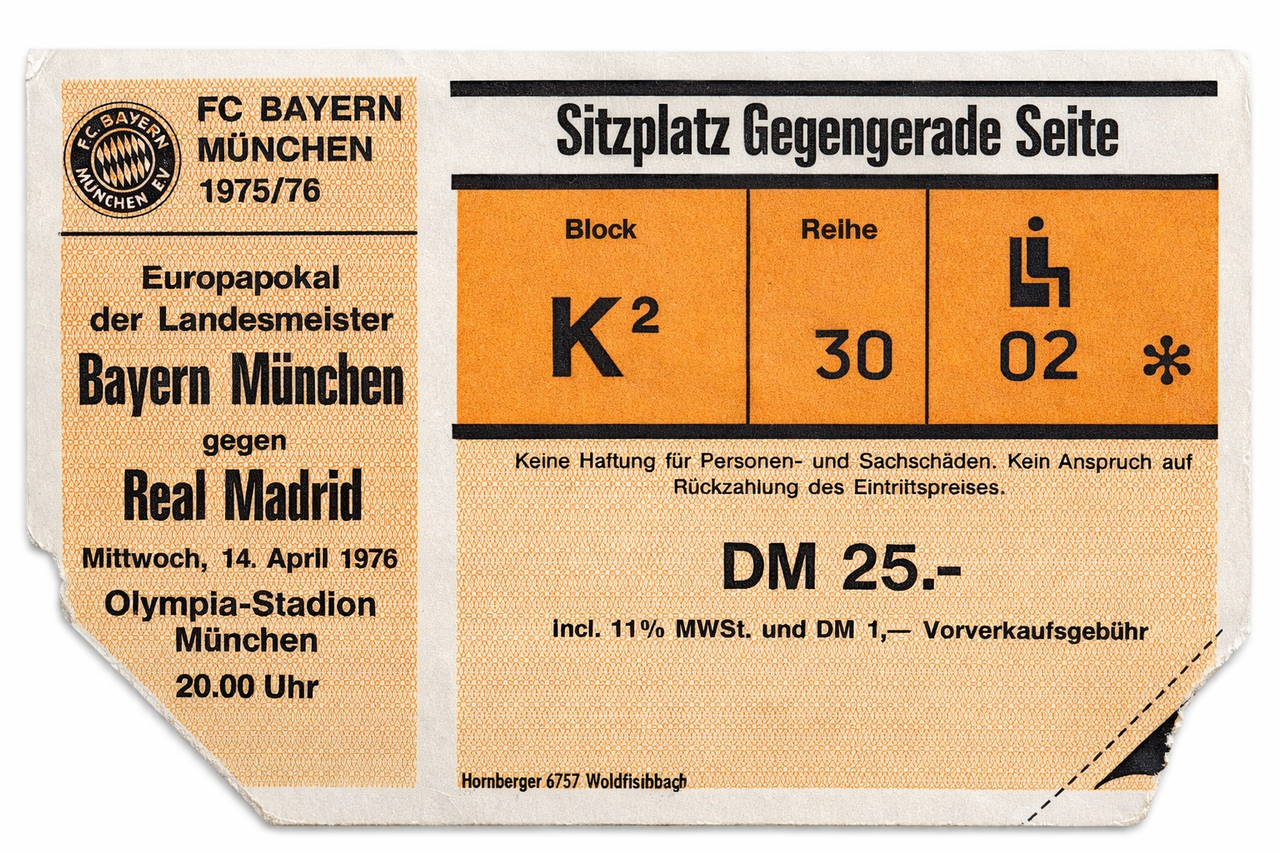 F.C. BAYERN
MÜNCHEN EV.
FC BAYERN
MÜNCHEN
1975/76
Europapokal
der Landesmeister
Bayern München
gegen
Real Madrid
Mittwoch, 14. April 1976
Olympia-Stadion
München
20.00 Uhr
Sitzplatz Gegengerade Seite
Block
K²
Reihe
30
02 *
Keine Haftung für Personen- und Sachschäden. Kein Anspruch auf
Rückzahlung des Eintrittspreises.
DM 25.-
incl. 11% MWSt. und DM 1,— Vorverkaufsgebühr
Hornberger 6757 Woldfisihbbach